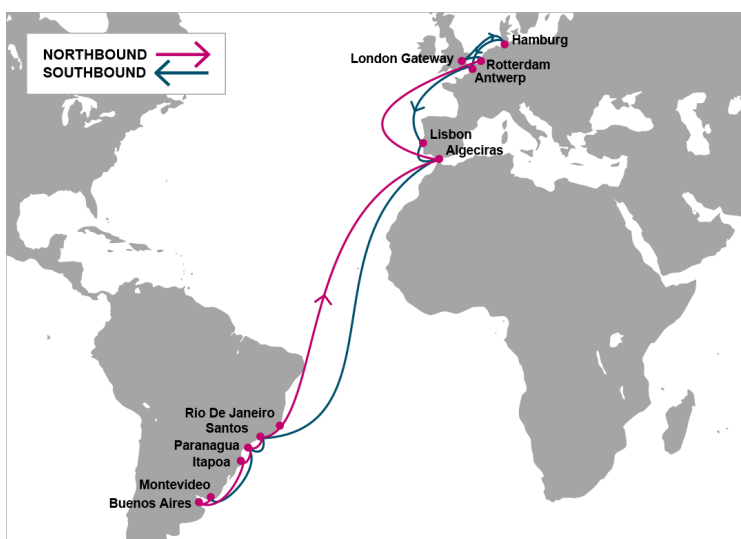 NORTHBOUND
SOUTHBOUND
Hamburg
London Gateway
Rotterdam
Antwerp
Lisbon
Algeciras
Rio De Janeiro
Santos
Paranagua
Itapoa
Montevideo
Buenos Aires